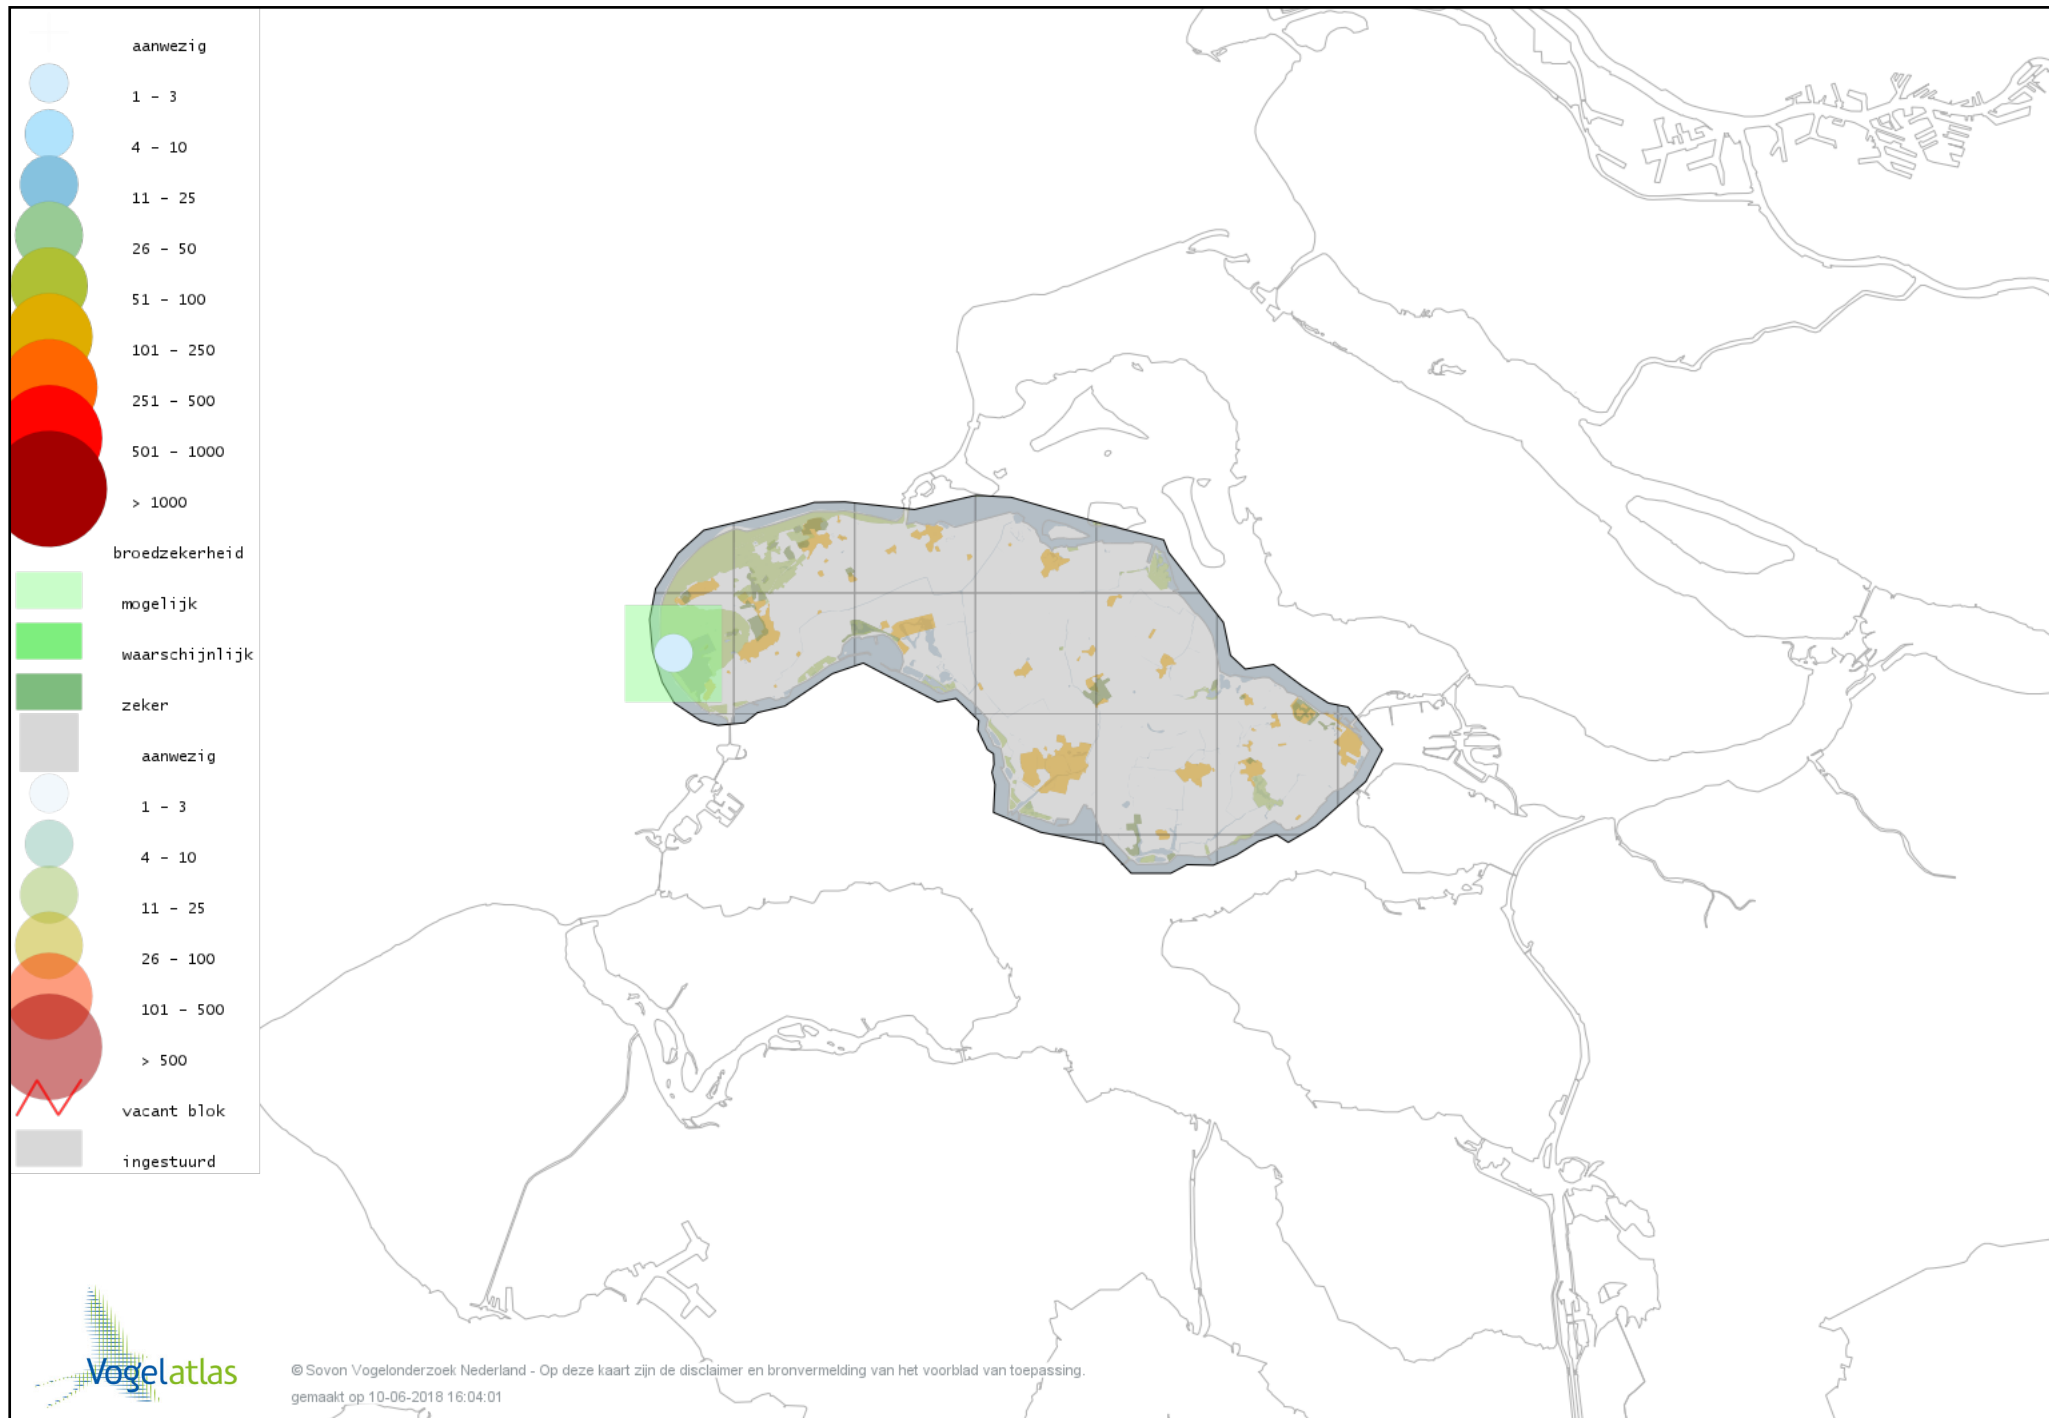 aanwezig
1 - 3
4 - 10
11 - 25
26 - 50
51 - 100
101 - 250
251 - 500
501 - 1000
> 1000
broedzekerheid
mogelijk
waarschijnlijk
zeker
aanwezig
1 - 3
4 - 10
11 - 25
26 - 100
101 - 500
> 500
vacant blok
ingestuurd
Vogelatlas
© Sovon Vogelonderzoek Nederland - Op deze kaart zijn de disclaimer en bronvermelding van het voorblad van toepassing.
gemaakt op 10-06-2018 16:04:01